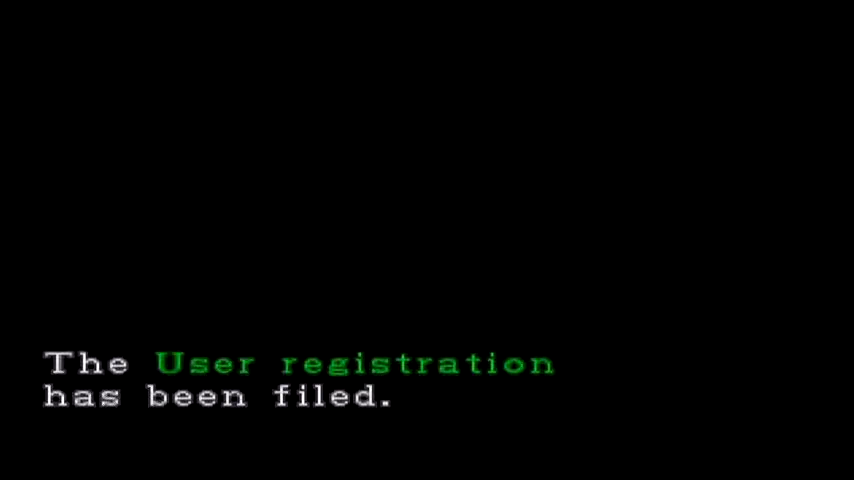 The User registration
has been filed.